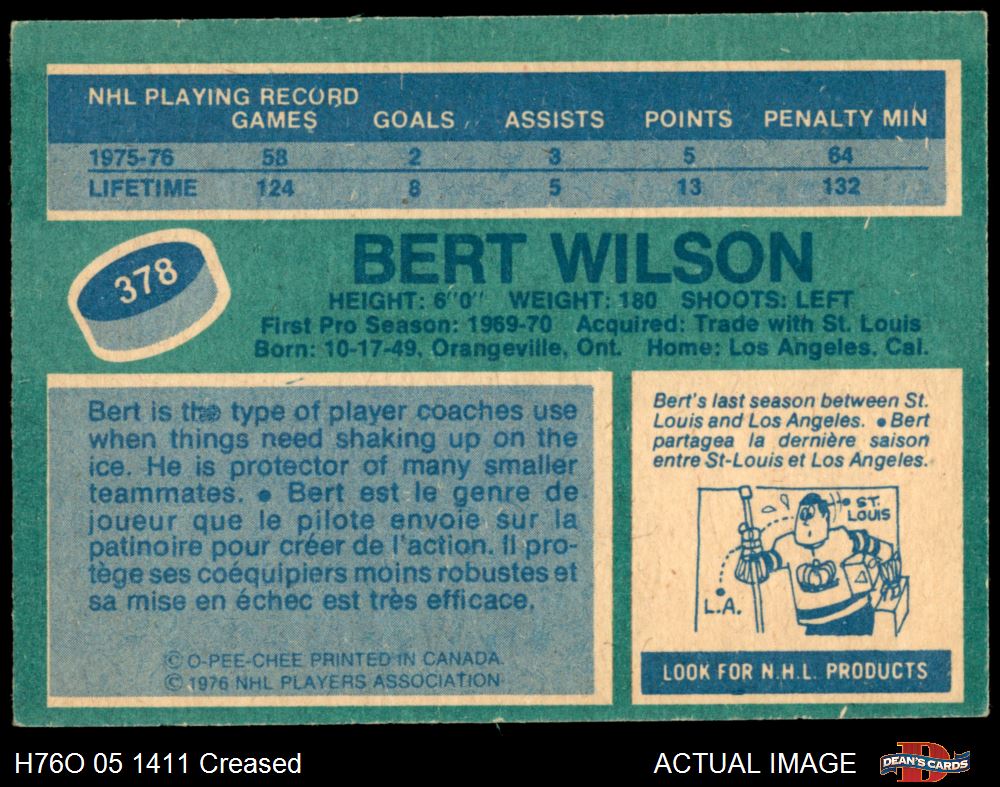 NHL PLAYING RECORD
GAMES GOALS ASSISTS POINTS PENALTY MIN
1975-76 58 2 3 5 64
LIFETIME 124 8 5 13 132
378
BERT WILSON
HEIGHT: 6'0" WEIGHT: 180 SHOOTS: LEFT
First Pro Season: 1969-70 Acquired: Trade with St. Louis
Born: 10-17-49, Orangeville, Ont. Home: Los Angeles, Cal.
Bert is the type of player coaches use
when things need shaking up on the
ice. He is protector of many smaller
teammates. ● Bert est le genre de
joueur que le pilote envoie sur la
patinoire pour créer de l'action. Il pro-
tège ses coéquipiers moins robustes et
sa mise en échec est très efficace.
© O-PEE-CHEE PRINTED IN CANADA.
© 1976 NHL PLAYERS ASSOCIATION
Bert's last season between St.
Louis and Los Angeles. ● Bert
partagea la dernière saison
entre St-Louis et Los Angeles.
ST.
LOUIS
L.A.
LOOK FOR N.H.L. PRODUCTS
H76O 05 1411 Creased
ACTUAL IMAGE
DEAN'S CARDS